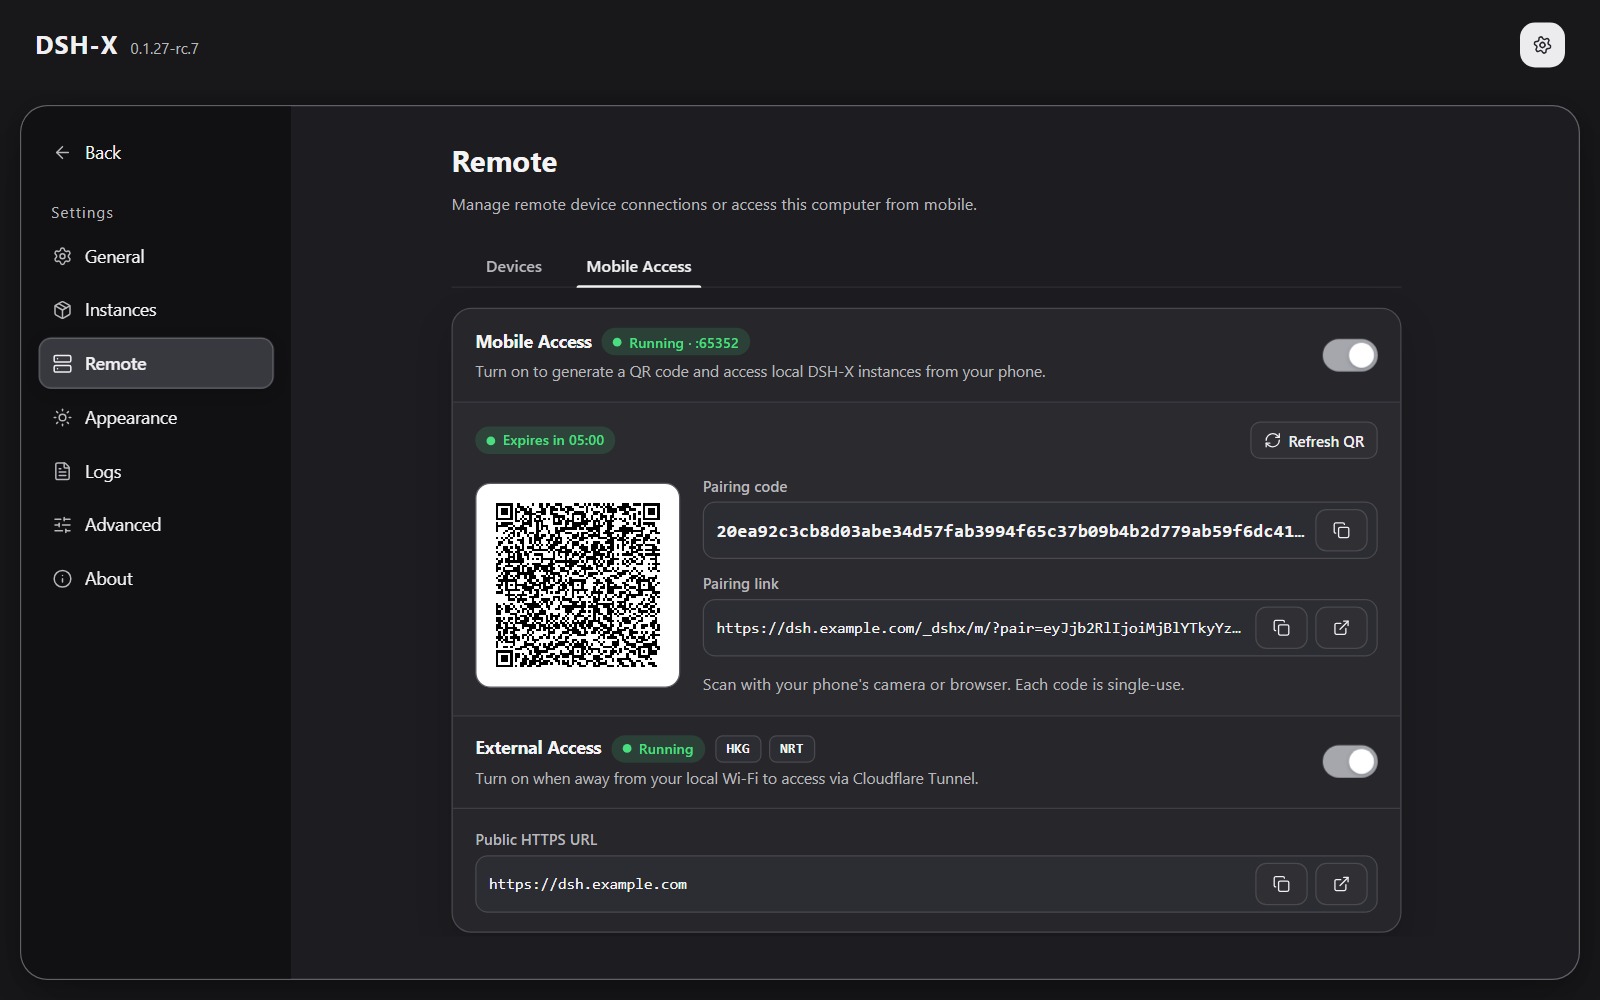 DSH-X 0.1.27-rc.7
Back
Settings
General
Instances
Remote
Appearance
Logs
Advanced
About
Remote
Manage remote device connections or access this computer from mobile.
Devices
Mobile Access
Mobile Access
Running · :65352
Turn on to generate a QR code and access local DSH-X instances from your phone.
Expires in 05:00
Refresh QR
Pairing code
20ea92c3cb8d03abe34d57fab3994f65c37b09b4b2d779ab59f6dc41…
Pairing link
https://dsh.example.com/_dshx/m/?pair=eyJjb2RlIjoiMjBlYTkyYz…
Scan with your phone's camera or browser. Each code is single-use.
External Access
Running
HKG
NRT
Turn on when away from your local Wi-Fi to access via Cloudflare Tunnel.
Public HTTPS URL
https://dsh.example.com